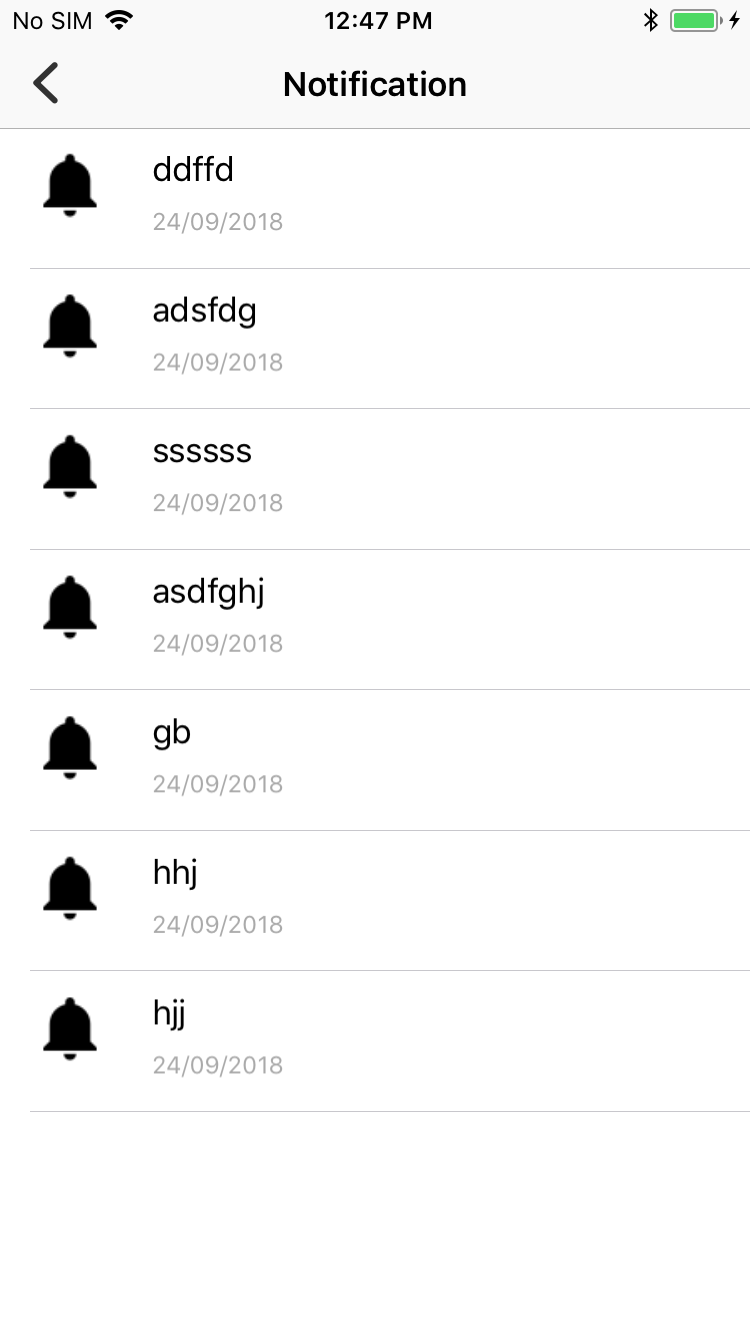 No SIM 12:47 PM
Notification
ddffd
24/09/2018
adsfdg
24/09/2018
ssssss
24/09/2018
asdfghj
24/09/2018
gb
24/09/2018
hhj
24/09/2018
hjj
24/09/2018